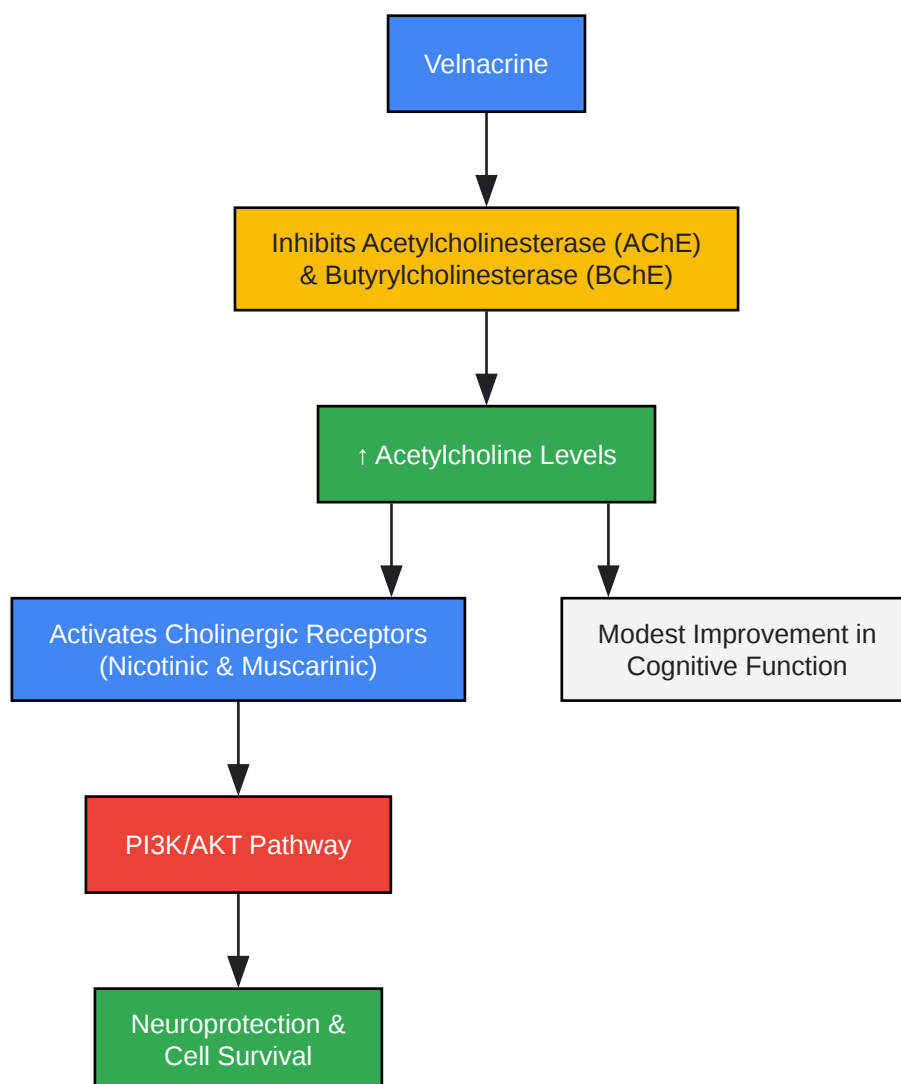 Velnacrine
Inhibits Acetylcholinesterase (AChE)
& Butyrylcholinesterase (BChE)
↑ Acetylcholine Levels
Activates Cholinergic Receptors
(Nicotinic & Muscarinic)
Modest Improvement in
Cognitive Function
PI3K/AKT Pathway
Neuroprotection &
Cell Survival